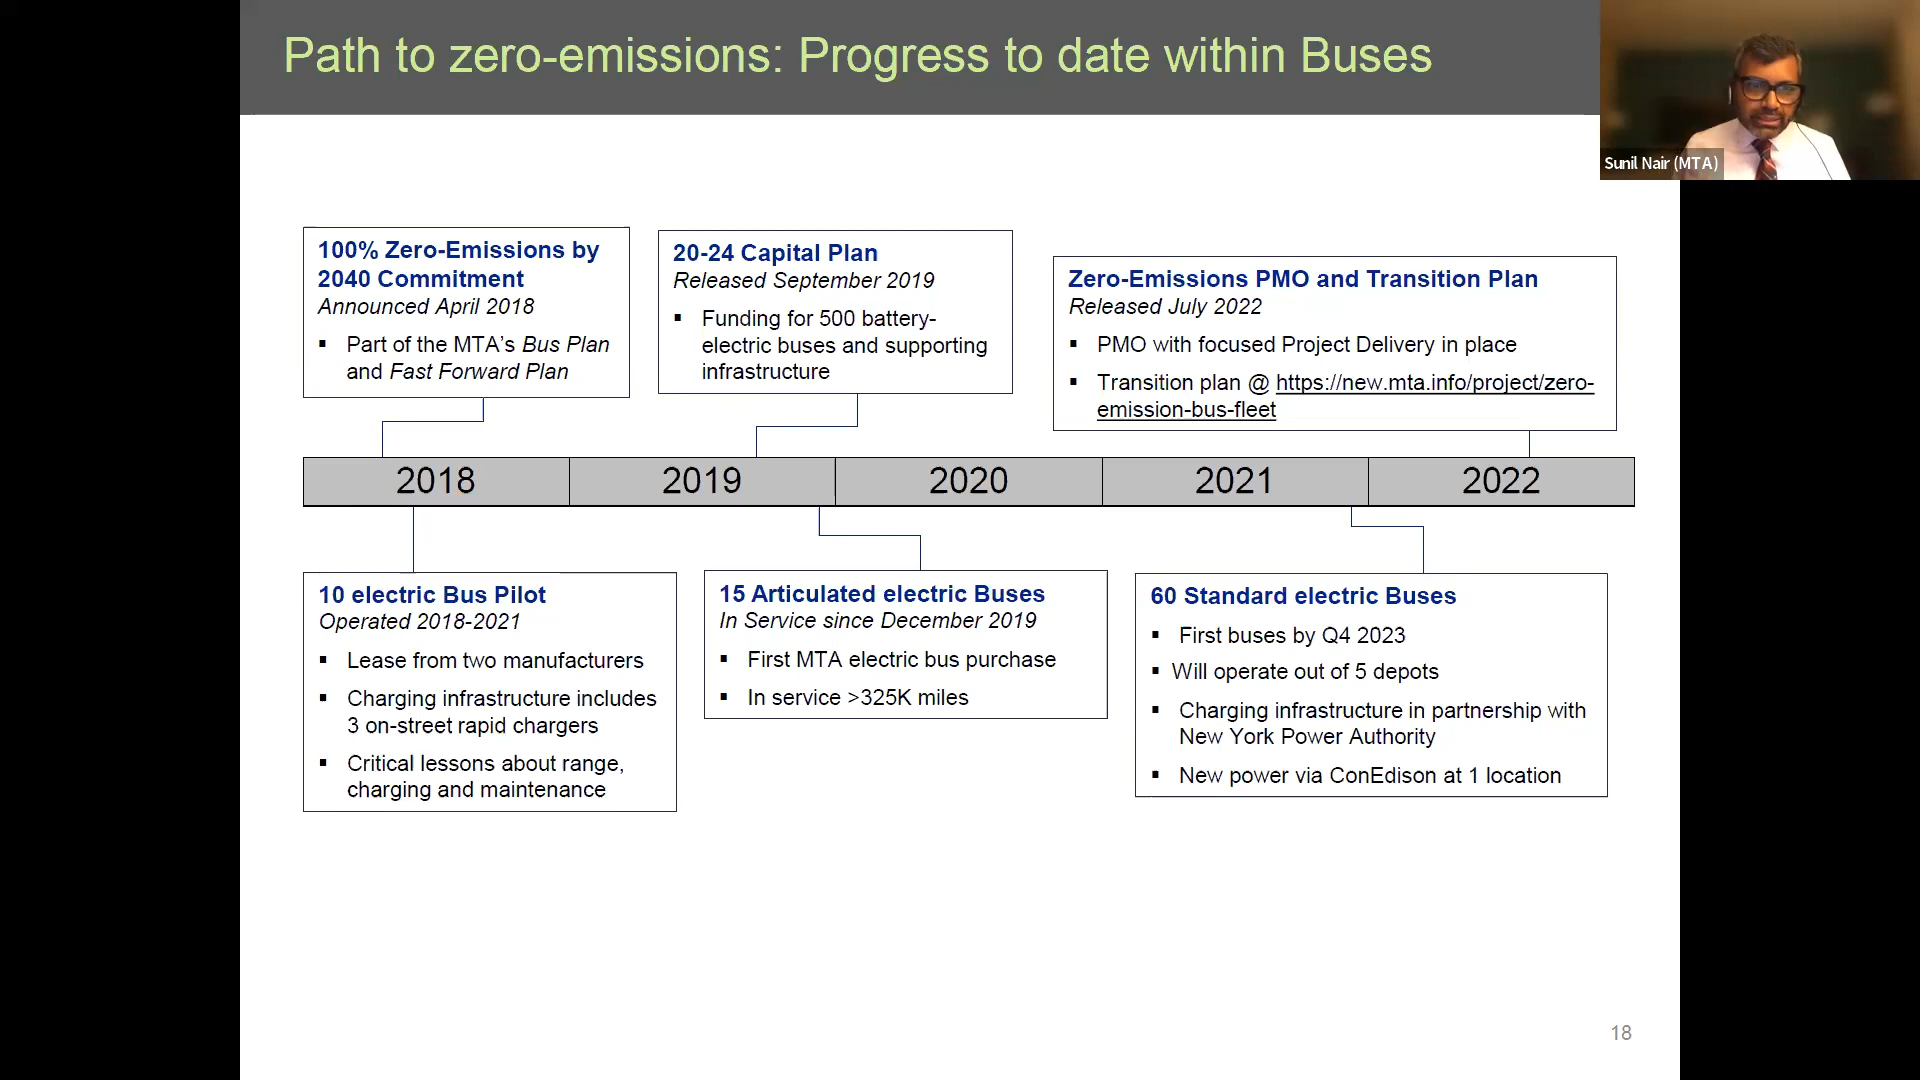 Path to zero-emissions: Progress to date within Buses
Sunil Nair (MTA)
100% Zero-Emissions by
2040 Commitment
Announced April 2018
▪ Part of the MTA's Bus Plan
and Fast Forward Plan
20-24 Capital Plan
Released September 2019
▪ Funding for 500 battery-
electric buses and supporting
infrastructure
Zero-Emissions PMO and Transition Plan
Released July 2022
▪ PMO with focused Project Delivery in place
▪ Transition plan @ https://new.mta.info/project/zero-
emission-bus-fleet
2018 2019 2020 2021 2022
10 electric Bus Pilot
Operated 2018-2021
▪ Lease from two manufacturers
▪ Charging infrastructure includes
3 on-street rapid chargers
▪ Critical lessons about range,
charging and maintenance
15 Articulated electric Buses
In Service since December 2019
▪ First MTA electric bus purchase
▪ In service >325K miles
60 Standard electric Buses
▪ First buses by Q4 2023
▪ Will operate out of 5 depots
▪ Charging infrastructure in partnership with
New York Power Authority
▪ New power via ConEdison at 1 location
18